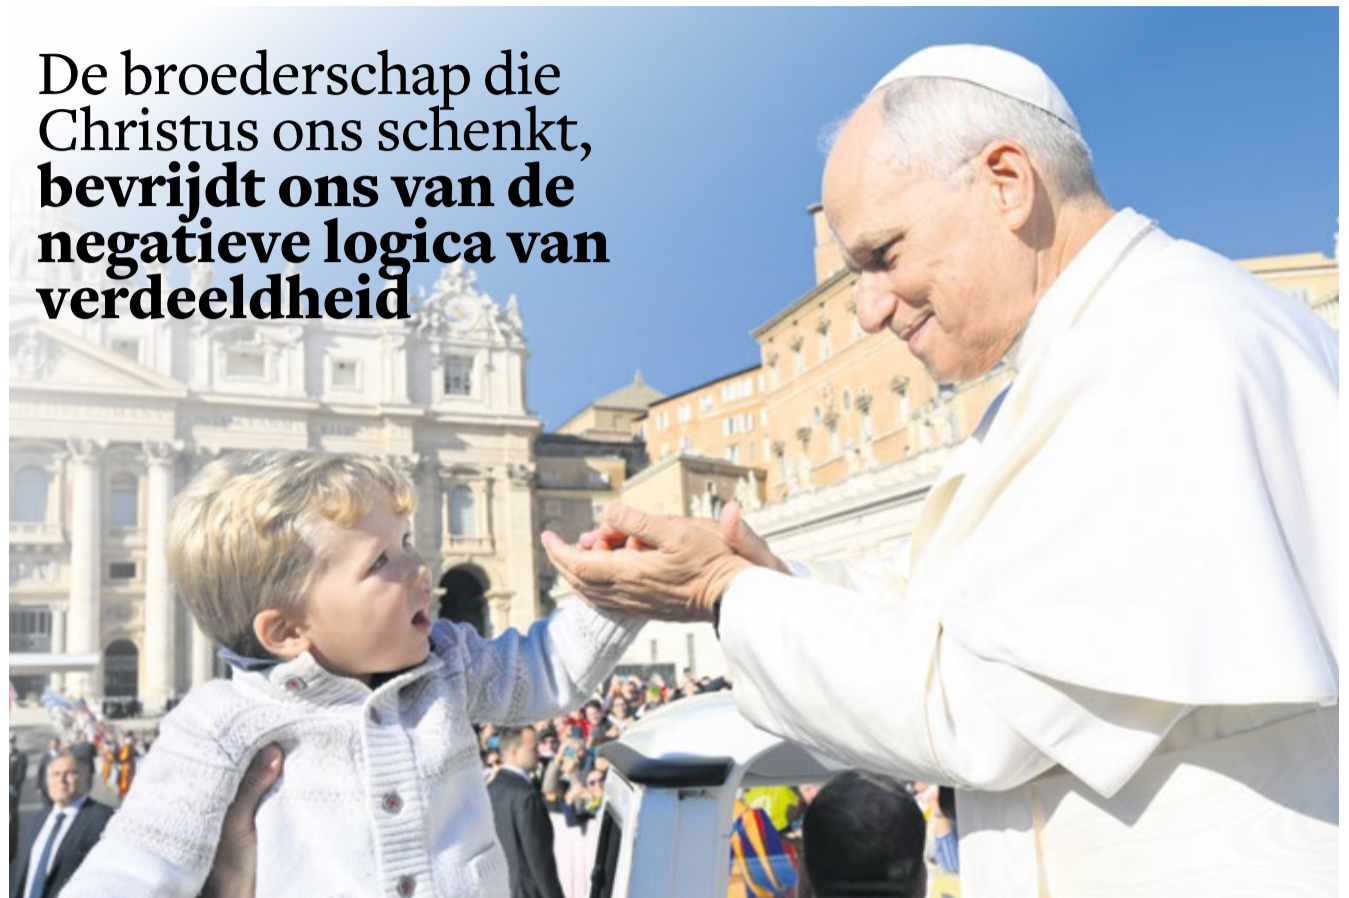 De broederschap die
Christus ons schenkt,
bevrijdt ons van de
negatieve logica van
verdeeldheid